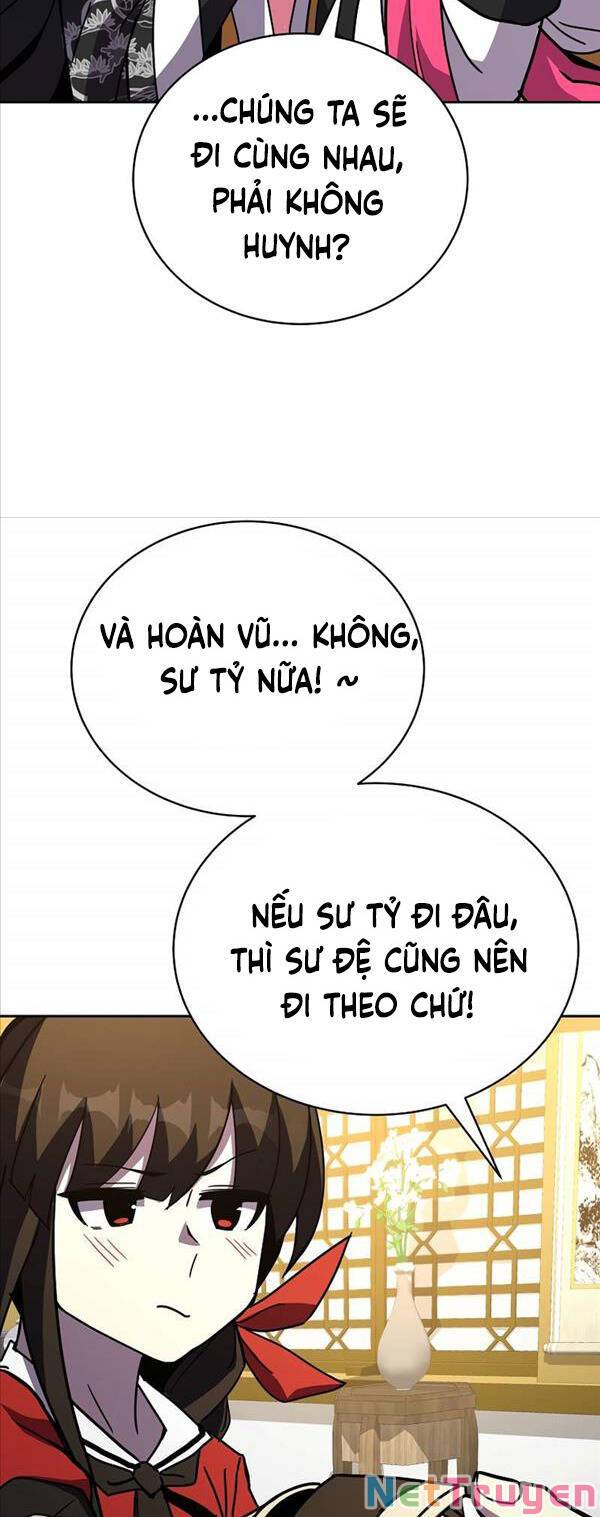 ...CHÚNG TA SẼ
ĐI CÙNG NHAU,
PHẢI KHÔNG
HUYNH?
VÀ HOÀN VŨ... KHÔNG,
SƯ TỶ NỮA! ~
NẾU SƯ TỶ ĐI ĐÂU,
THÌ SƯ ĐỆ CŨNG NÊN
ĐI THEO CHỨ!
NetTruyen